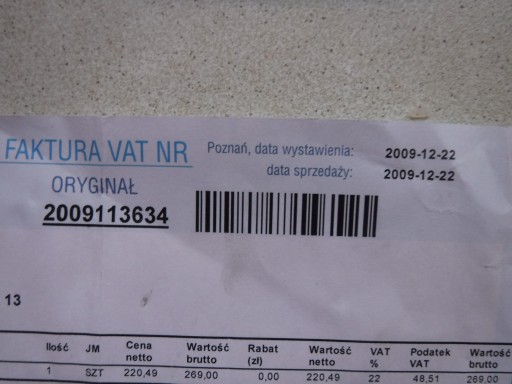 FAKTURA VAT NR
Poznań, data wystawienia: 2009-12-22
data sprzedaży: 2009-12-22
ORYGINAŁ
2009113634
13
Ilość JM Cena netto Wartość brutto Rabat (zł) Wartość netto VAT % Podatek VAT Wartość brutto
1 SZT 220,49 269,00 0,00 220,49 22 48,51 269,00